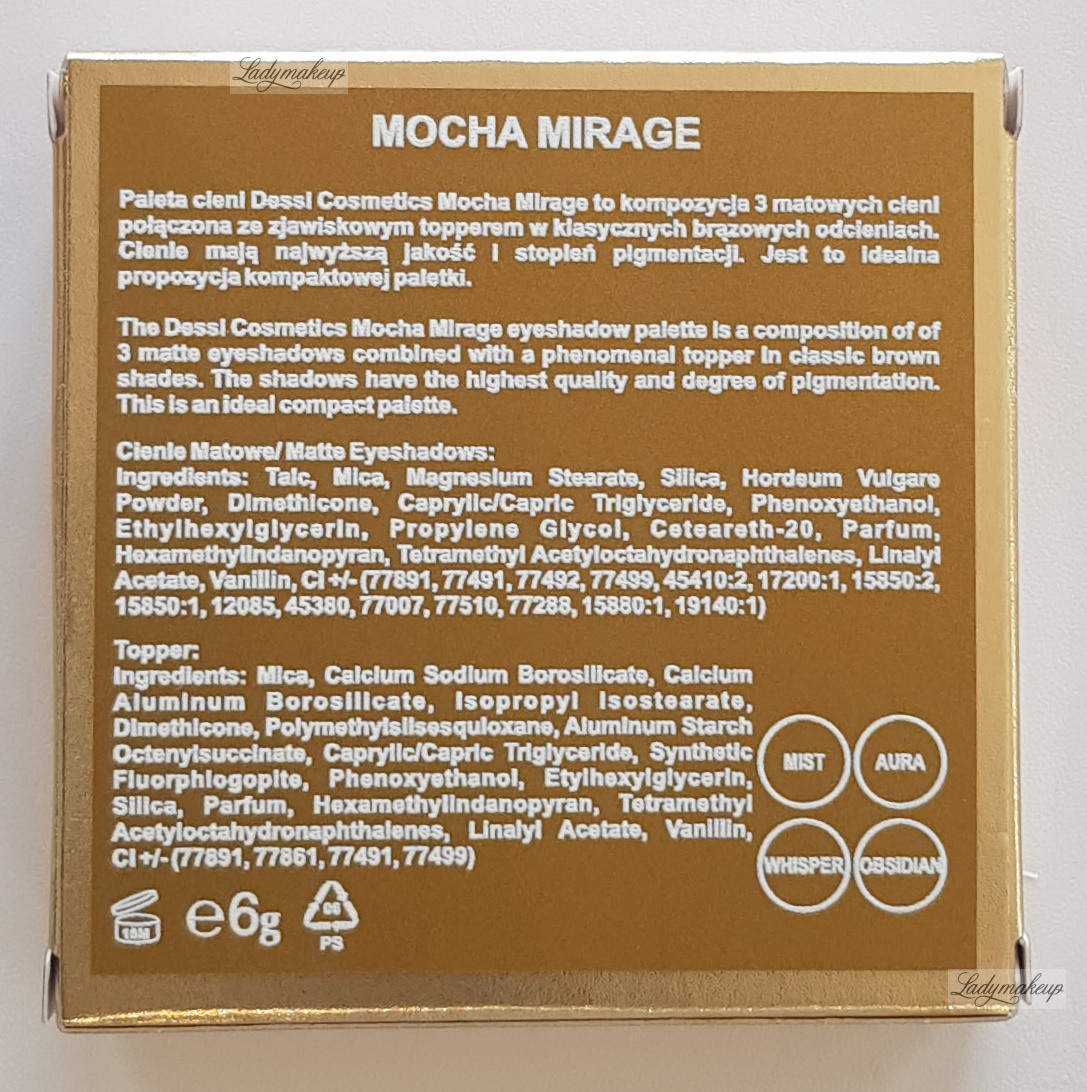 Ladymakeup
MOCHA MIRAGE
Paleta cieni Dessi Cosmetics Mocha Mirage to kompozycja 3 matowych cieni
połączona ze zjawiskowym topperem w klasycznych brązowych odcieniach.
Cienie mają najwyższą jakość i stopień pigmentacji. Jest to idealna
propozycja kompaktowej paletki.
The Dessi Cosmetics Mocha Mirage eyeshadow palette is a composition of of
3 matte eyeshadows combined with a phenomenal topper in classic brown
shades. The shadows have the highest quality and degree of pigmentation.
This is an ideal compact palette.
Cienie Matowe/ Matte Eyeshadows:
Ingredients: Talc, Mica, Magnesium Stearate, Silica, Hordeum Vulgare
Powder, Dimethicone, Caprylic/Capric Triglyceride, Phenoxyethanol,
Ethylhexylglycerin, Propylene Glycol, Ceteareth-20, Parfum,
Hexamethylindanopyran, Tetramethyl Acetyloctahydronaphthalenes, Linalyl
Acetate, Vanillin, CI +/- (77891, 77491, 77492, 77499, 45410:2, 17200:1, 15850:2,
15850:1, 12085, 45380, 77007, 77510, 77288, 15880:1, 19140:1)
Topper:
Ingredients: Mica, Calcium Sodium Borosilicate, Calcium
Aluminum Borosilicate, Isopropyl Isostearate,
Dimethicone, Polymethylsilsesquioxane, Aluminum Starch
Octenylsuccinate, Caprylic/Capric Triglyceride, Synthetic
Fluorphlogopite, Phenoxyethanol, Etylhexylglycerin,
Silica, Parfum, Hexamethylindanopyran, Tetramethyl
Acetyloctahydronaphthalenes, Linalyl Acetate, Vanillin,
CI +/- (77891, 77861, 77491, 77499)
MIST AURA
WHISPER OBSIDIAN
18M e6g 06
PS
Ladymakeup